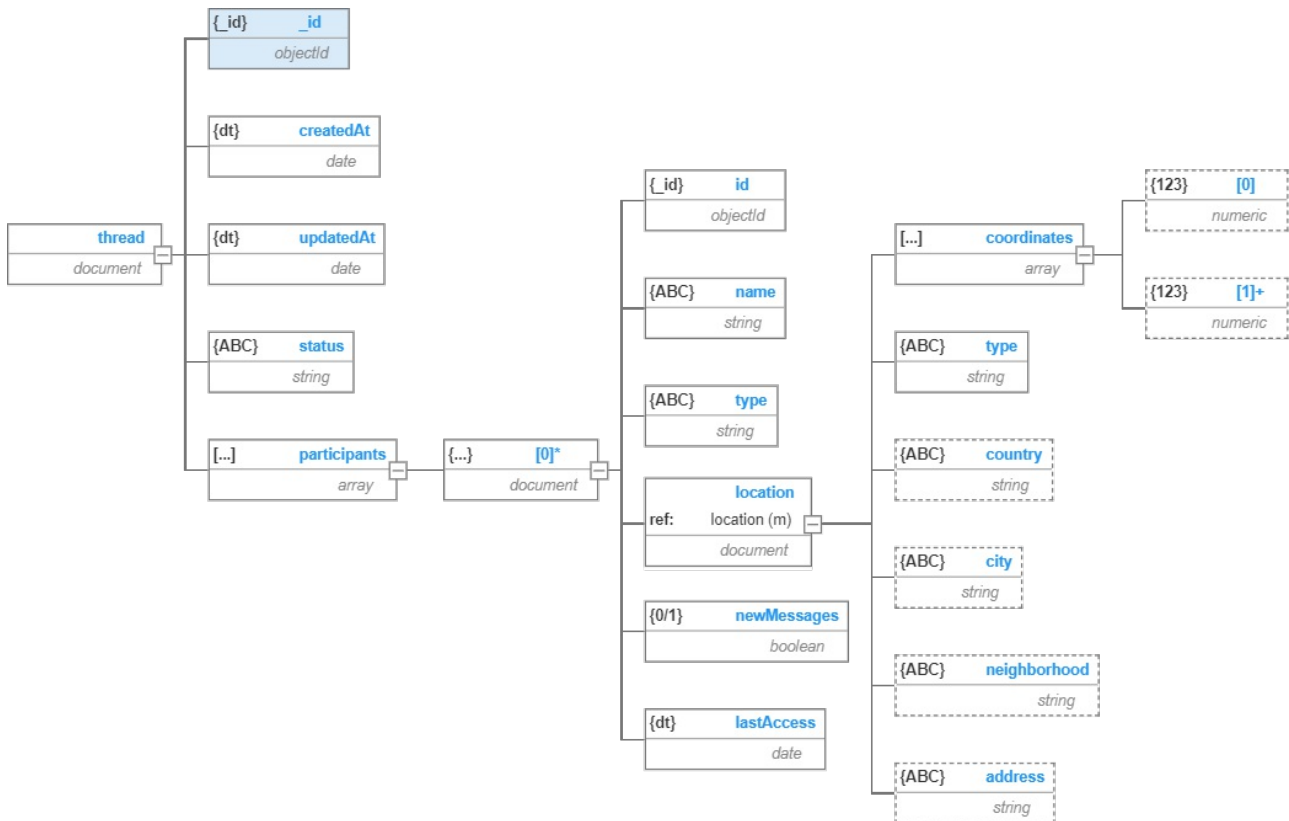 {_id} _id
objectId
{dt} createdAt
date
thread
document
{dt} updatedAt
date
{ABC} status
string
[...] participants
array
{...} [0]*
document
{_id} id
objectId
{ABC} name
string
{ABC} type
string
location
ref: location (m)
document
{0/1} newMessages
boolean
{dt} lastAccess
date
[...] coordinates
array
{123} [0]
numeric
{123} [1]+
numeric
{ABC} type
string
{ABC} country
string
{ABC} city
string
{ABC} neighborhood
string
{ABC} address
string